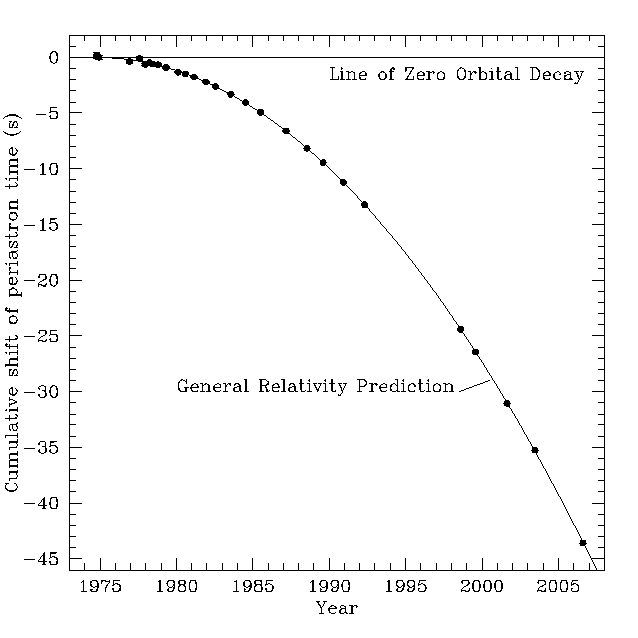 0
Line of Zero Orbital Decay
−5
−10
−15
−20
−25
General Relativity Prediction
−30
−35
−40
−45
Cumulative shift of periastron time (s)
1975 1980 1985 1990 1995 2000 2005
Year